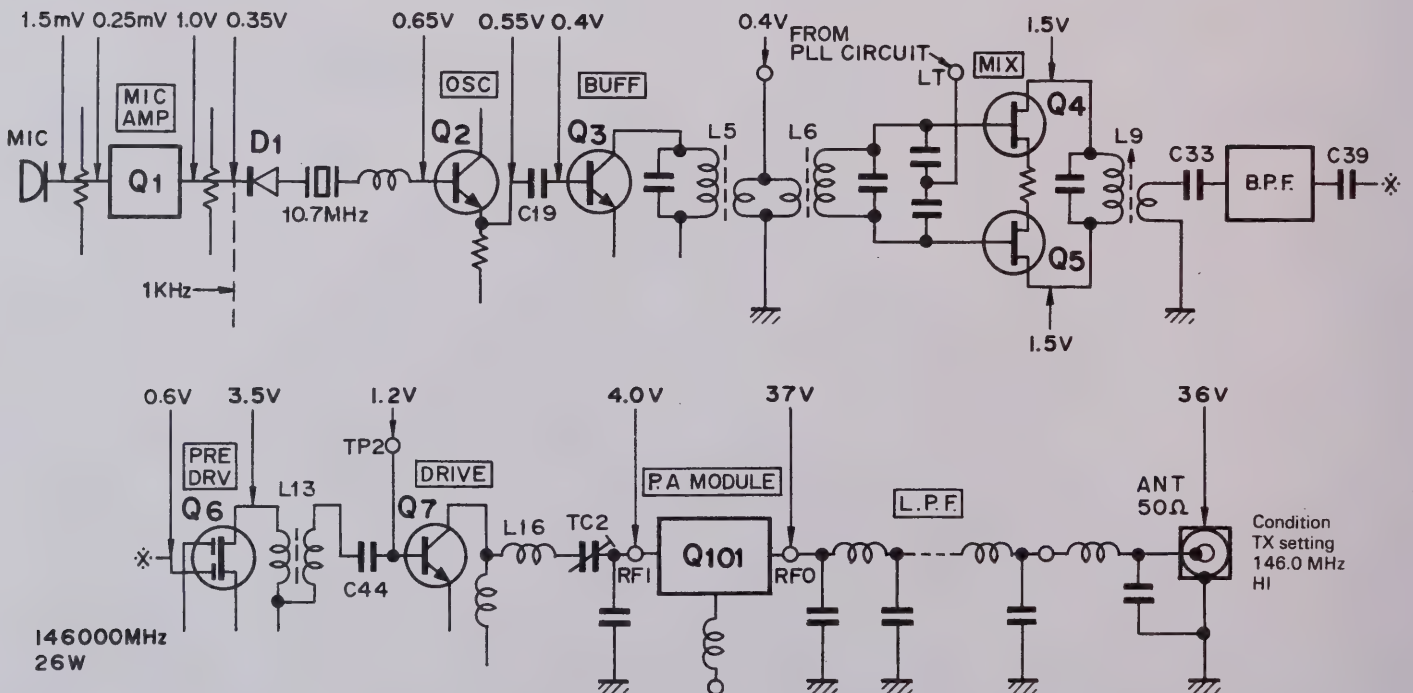 1.5mV 0.25mV 1.0V 0.35V 0.65V 0.55V 0.4V 0.4V FROM PLL CIRCUIT 1.5V
MIC AMP
OSC
BUFF
LT
MIX
MIC
Q1
D1
Q2
Q3
L5
L6
Q4
L9
C33
B.P.F.
C39
※
10.7MHz
C19
Q5
1KHz
1.5V
0.6V 3.5V 1.2V 4.0V 37V 36V
PRE DRV
TP2
DRIVE
P.A MODULE
L.P.F.
ANT
50Ω
Q6
L13
Q7
L16
TC2
※
C44
RFI
Q101
RFO
Condition
TX setting
146.0 MHz
HI
146000MHz
26W